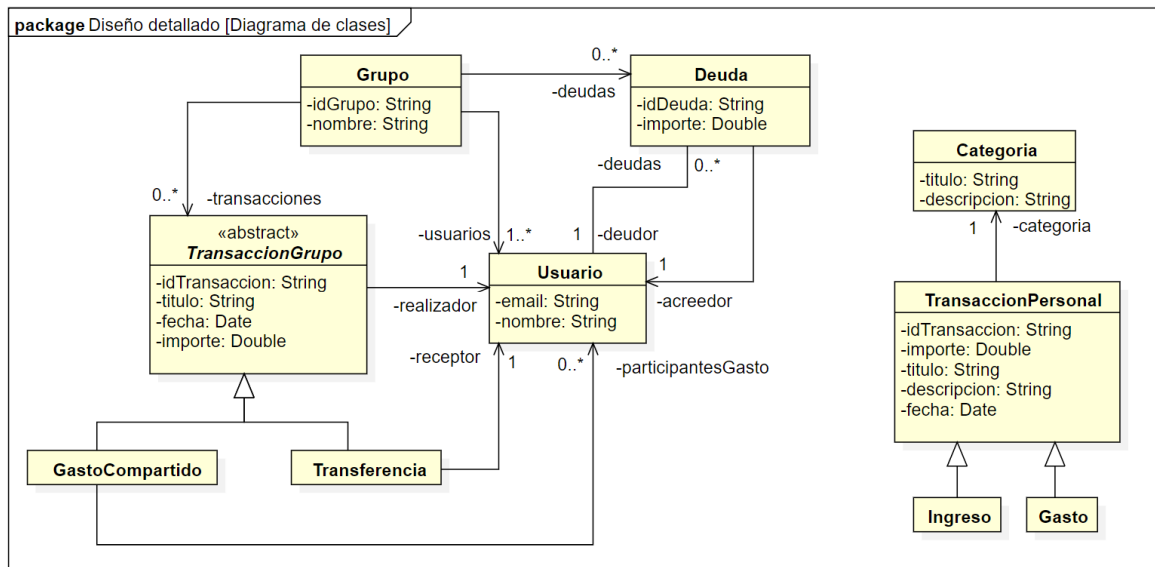 package Diseño detallado [Diagrama de clases]
Grupo
-idGrupo: String
-nombre: String
0..*
-deudas
Deuda
-idDeuda: String
-importe: Double
-deudas
0..*
Categoria
-titulo: String
-descripcion: String
1
-categoria
0..*
-transacciones
«abstract»
TransaccionGrupo
-idTransaccion: String
-titulo: String
-fecha: Date
-importe: Double
-usuarios
1..*
1
-deudor
1
-realizador
Usuario
-email: String
-nombre: String
1
-acreedor
TransaccionPersonal
-idTransaccion: String
-importe: Double
-titulo: String
-descripcion: String
-fecha: Date
-receptor
1
0..*
-participantesGasto
GastoCompartido
Transferencia
Ingreso
Gasto